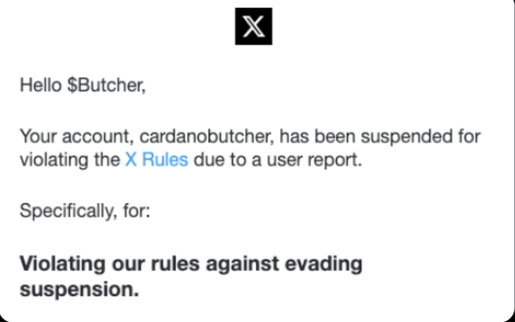 X
Hello $Butcher,
Your account, cardanobutcher, has been suspended for
violating the X Rules due to a user report.
Specifically, for:
Violating our rules against evading
suspension.